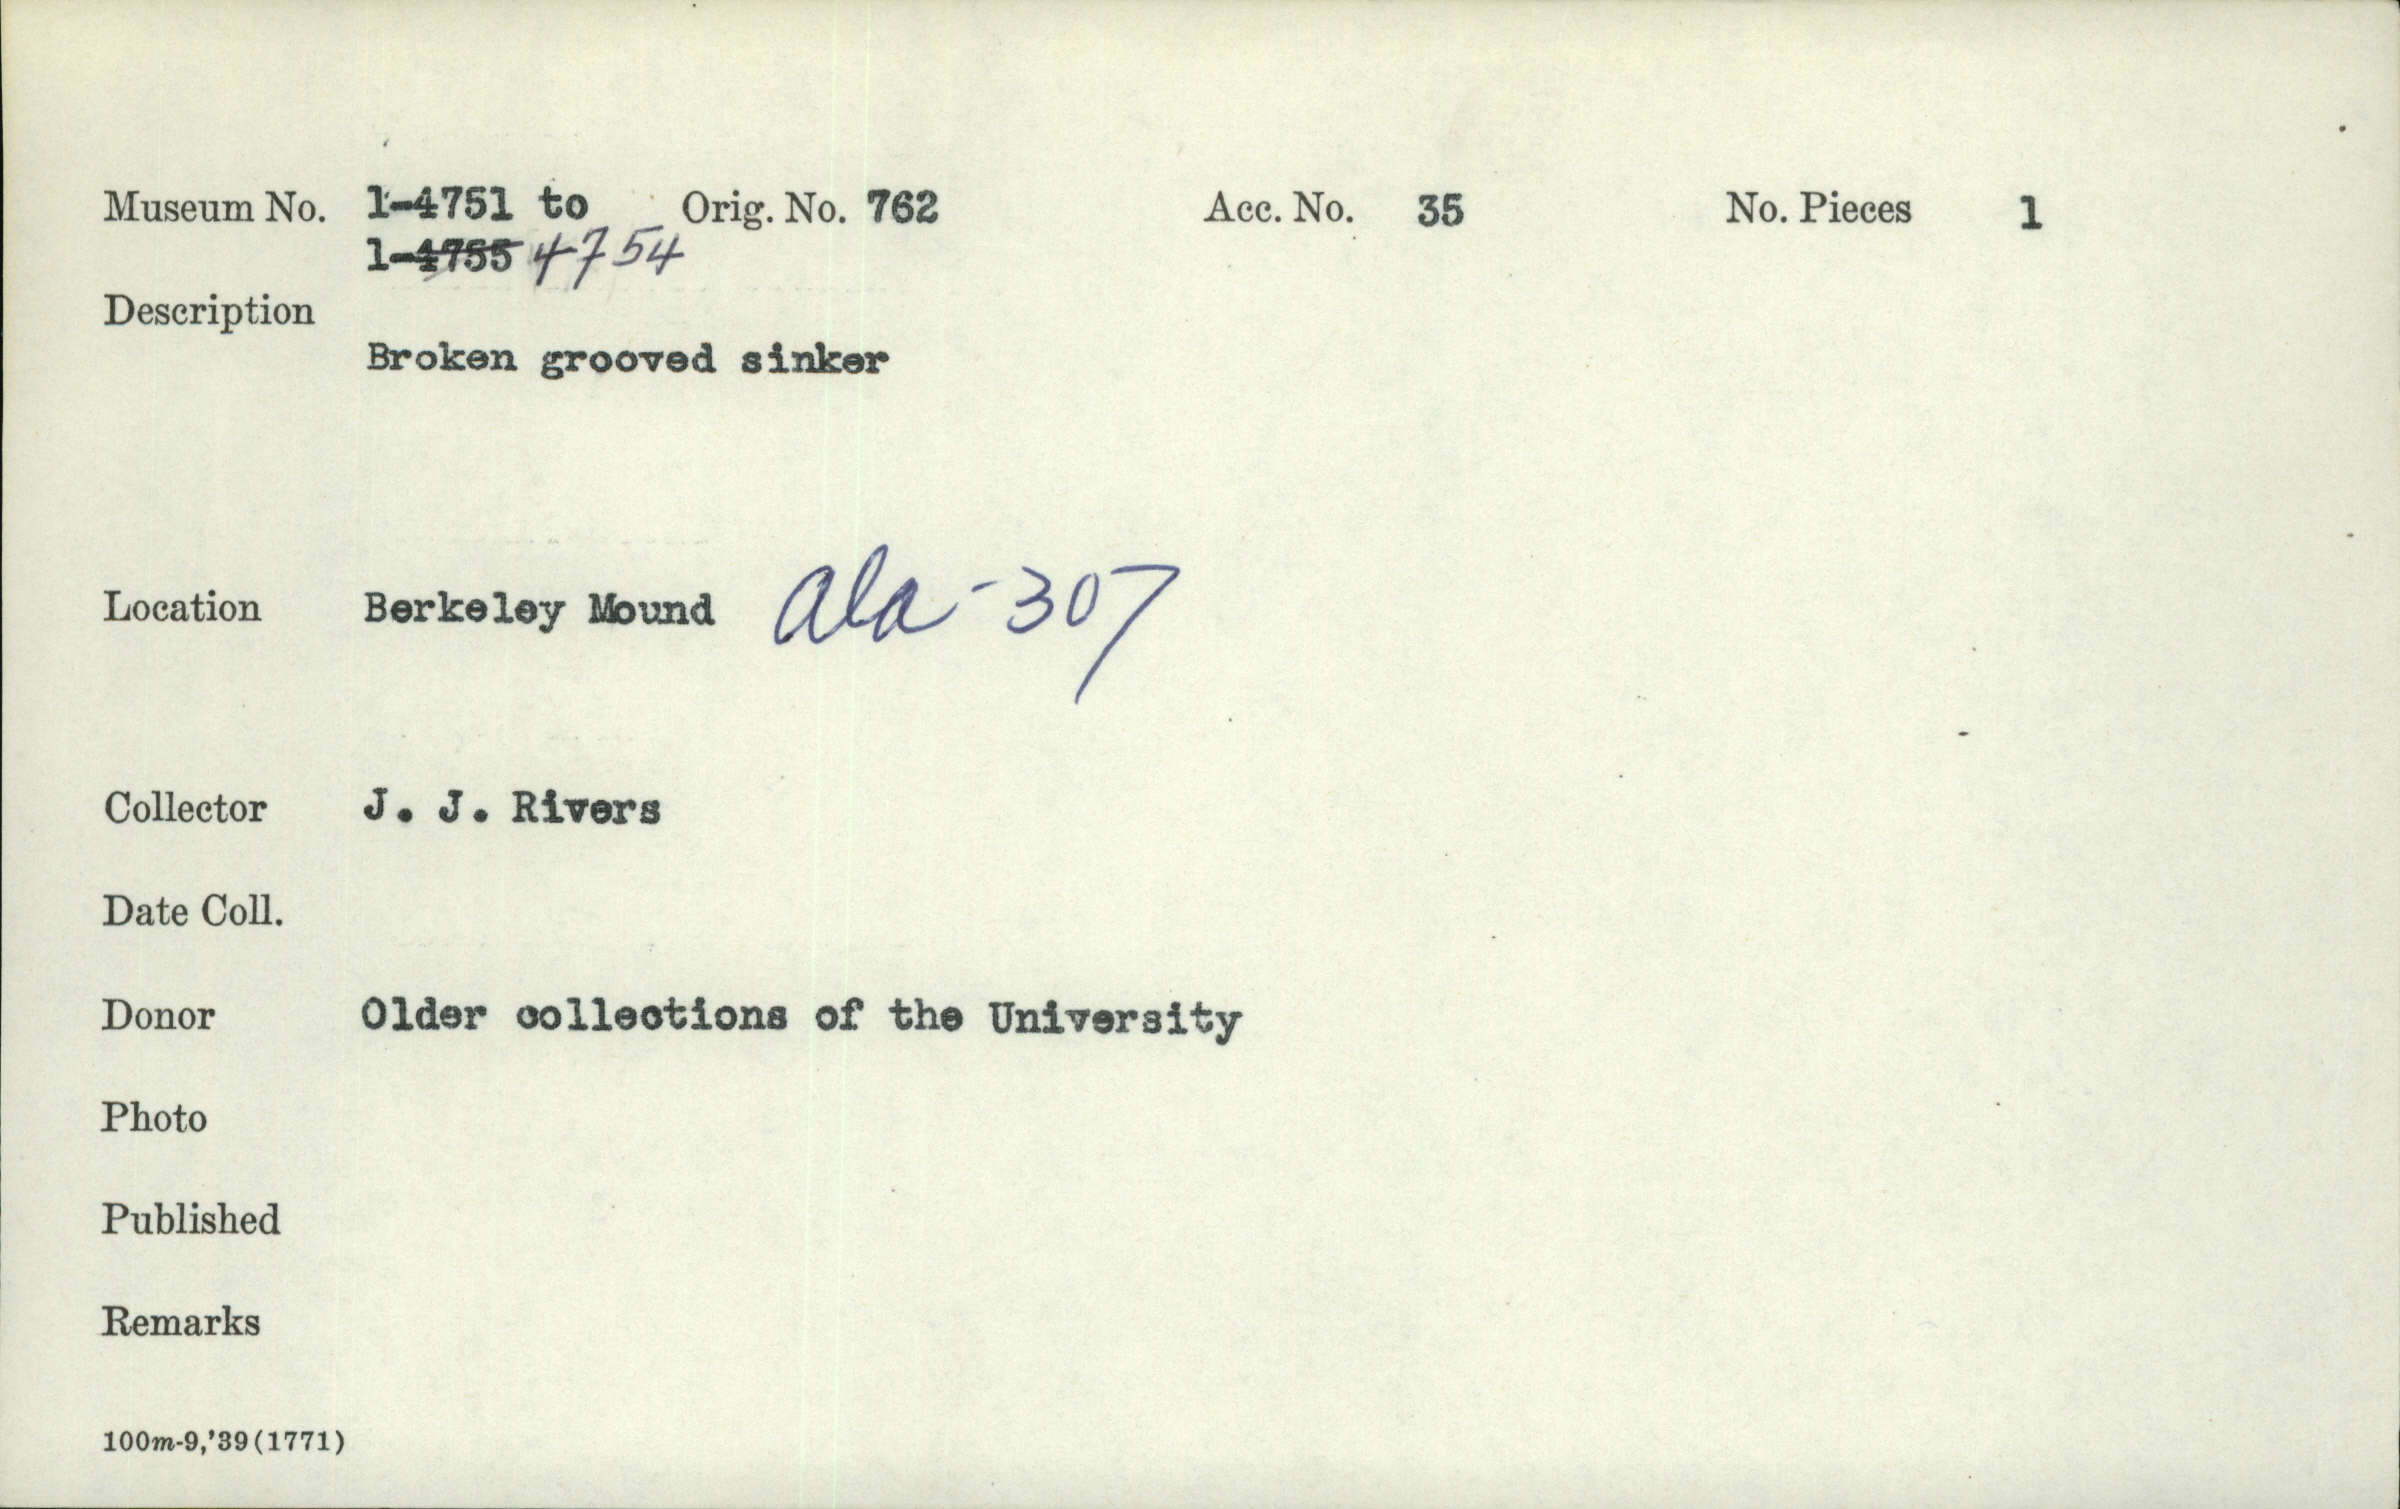 Museum No. 1-4751 to Orig. No. 762 Acc. No. 35 No. Pieces 1
1-4755 4754
Description
Broken grooved sinker
Location Berkeley Mound ala-307
Collector J. J. Rivers
Date Coll.
Donor Older collections of the University
Photo
Published
Remarks
100m-9,'39(1771)